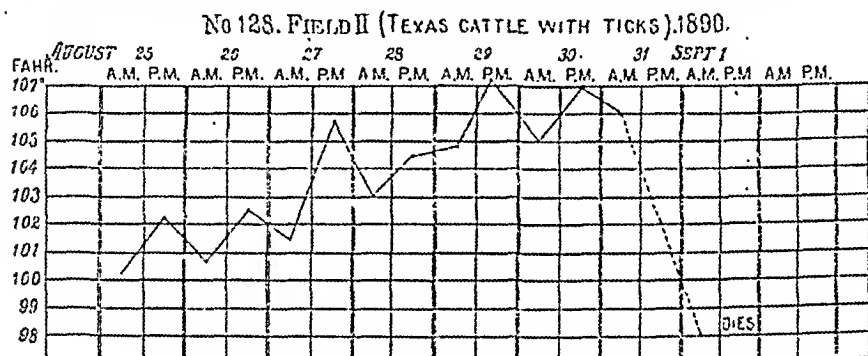 No 128. FIELD II (TEXAS CATTLE WITH TICKS). 1890.
AUGUST 25 26 27 28 29 30. 31 SEPT 1
FAHR. A.M. P.M. A.M. P.M. A.M. P.M A.M. P.M. A.M. P.M. A.M. P.M. A.M. P.M. A.M. P.M A.M P.M.
107°
106
105
104
103
102
101
100
99
98 DIES
A.M. P.M. A.M. P.M. A.M. P.M. A.M. P.M. A.M. P.M. A.M. P.M. A.M. P.M. A.M. P.M. A.M. P.M.